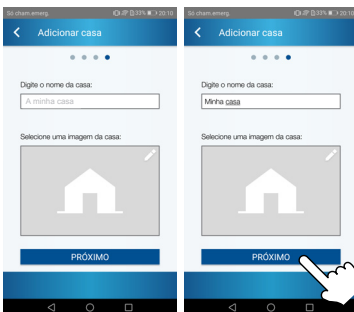 Só cham.emerg. 33% 20:10
Adicionar casa
Digite o nome da casa:
A minha casa
Selecione uma imagem da casa:
PRÓXIMO
Só cham.emerg. 33% 20:10
Adicionar casa
Digite o nome da casa:
Minha casa
Selecione uma imagem da casa:
PRÓXIMO